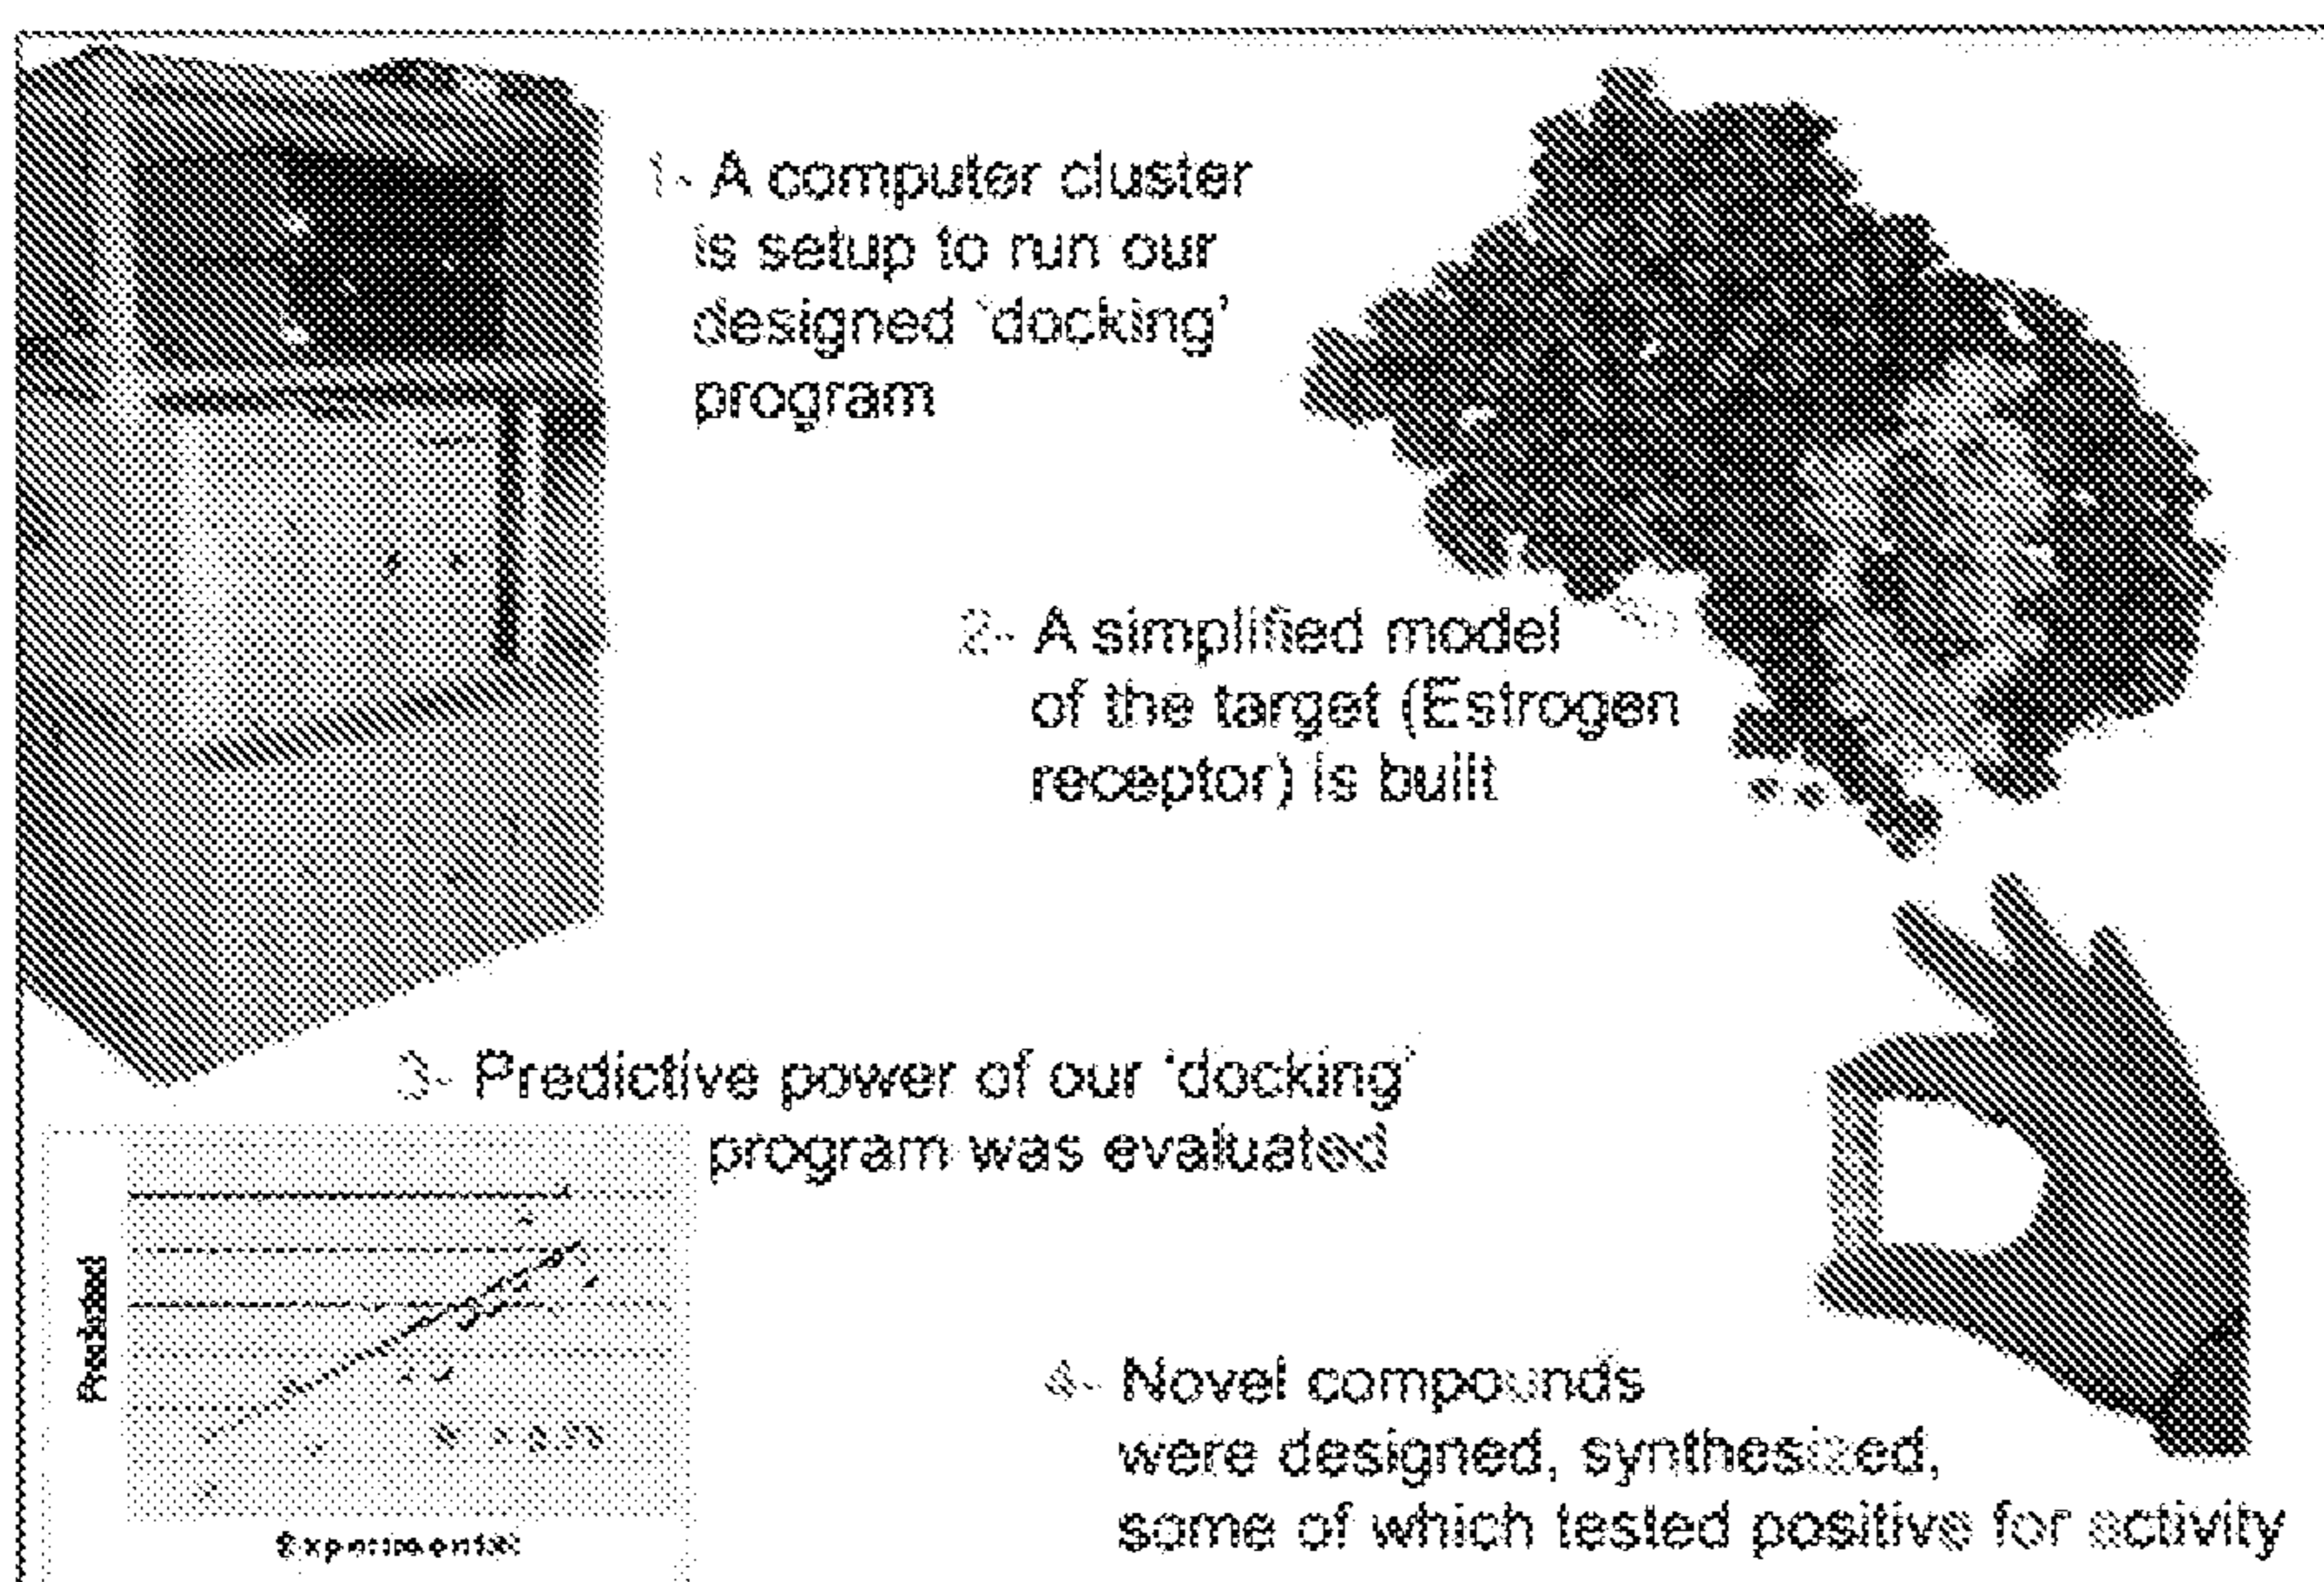 1- A computer cluster
is setup to run our
designed 'docking'
program
2- A simplified model
of the target (Estrogen
receptor) is built
3- Predictive power of our 'docking'
program was evaluated
Predicted
Experimental
4- Novel compounds
were designed, synthesized,
some of which tested positive for activity